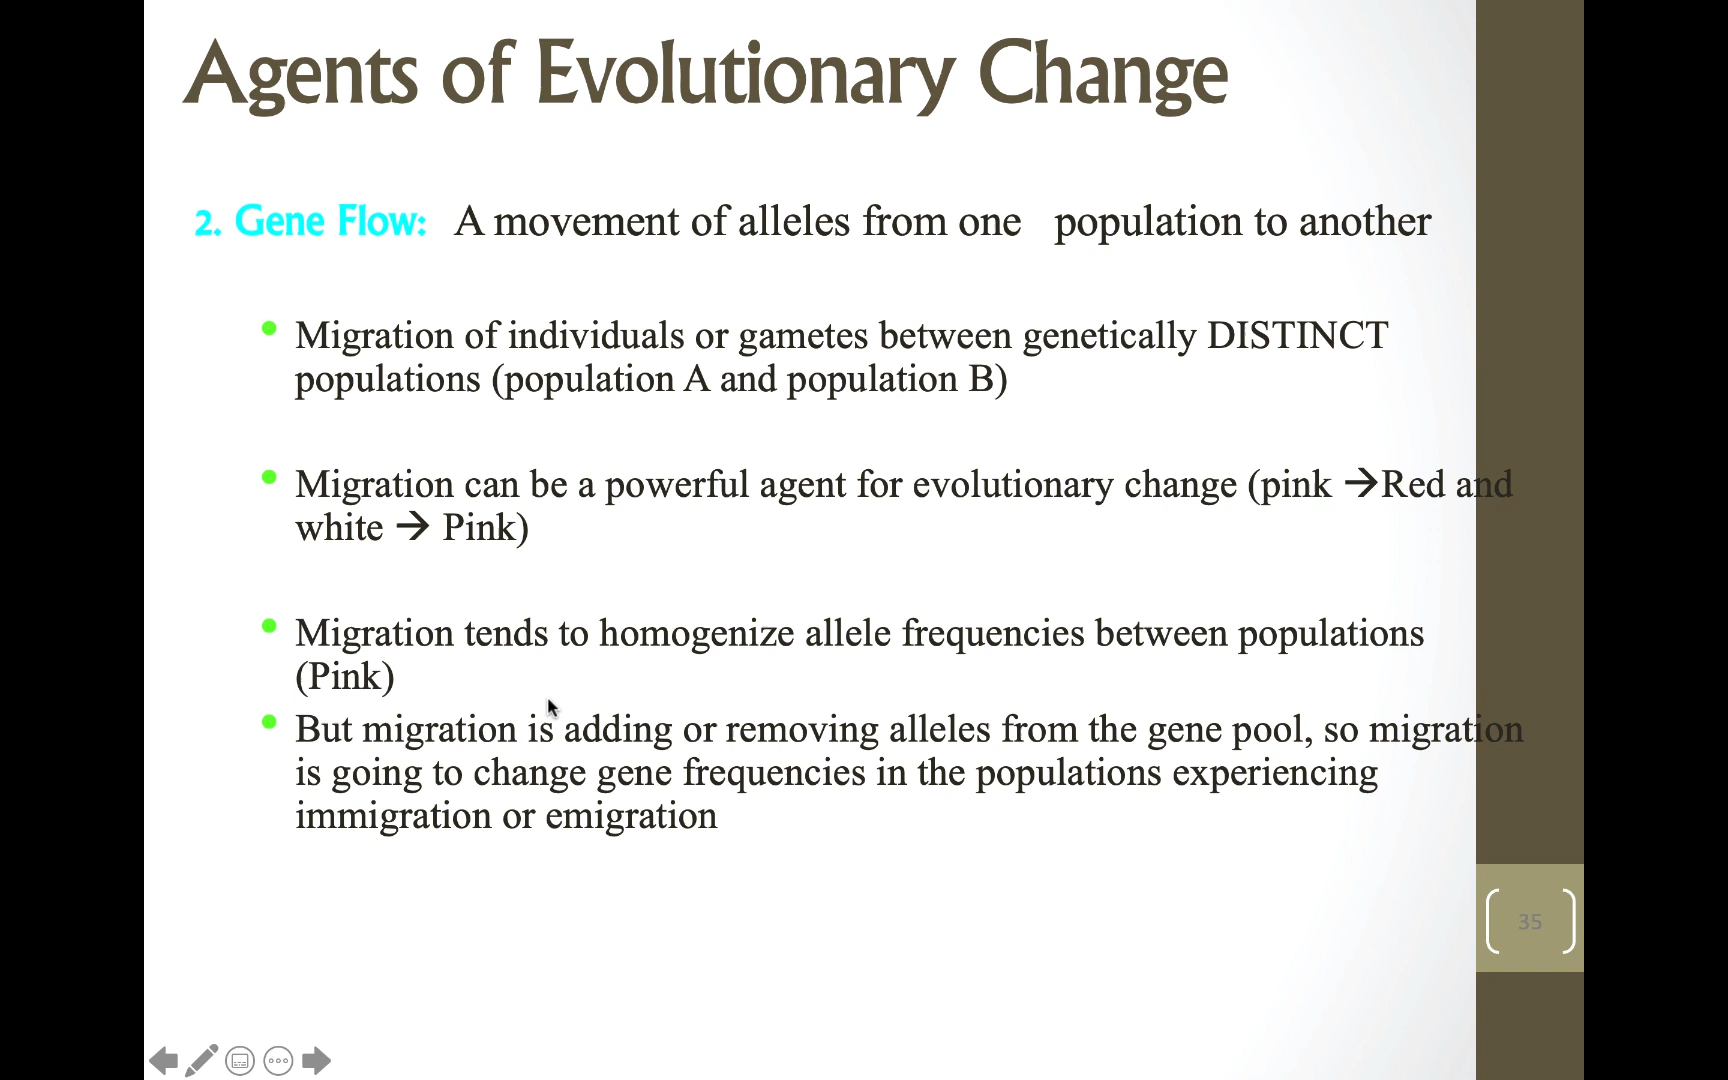 Agents of Evolutionary Change
2. Gene Flow: A movement of alleles from one population to another
• Migration of individuals or gametes between genetically DISTINCT
populations (population A and population B)
• Migration can be a powerful agent for evolutionary change (pink →Red and
white → Pink)
• Migration tends to homogenize allele frequencies between populations
(Pink)
• But migration is adding or removing alleles from the gene pool, so migration
is going to change gene frequencies in the populations experiencing
immigration or emigration
35